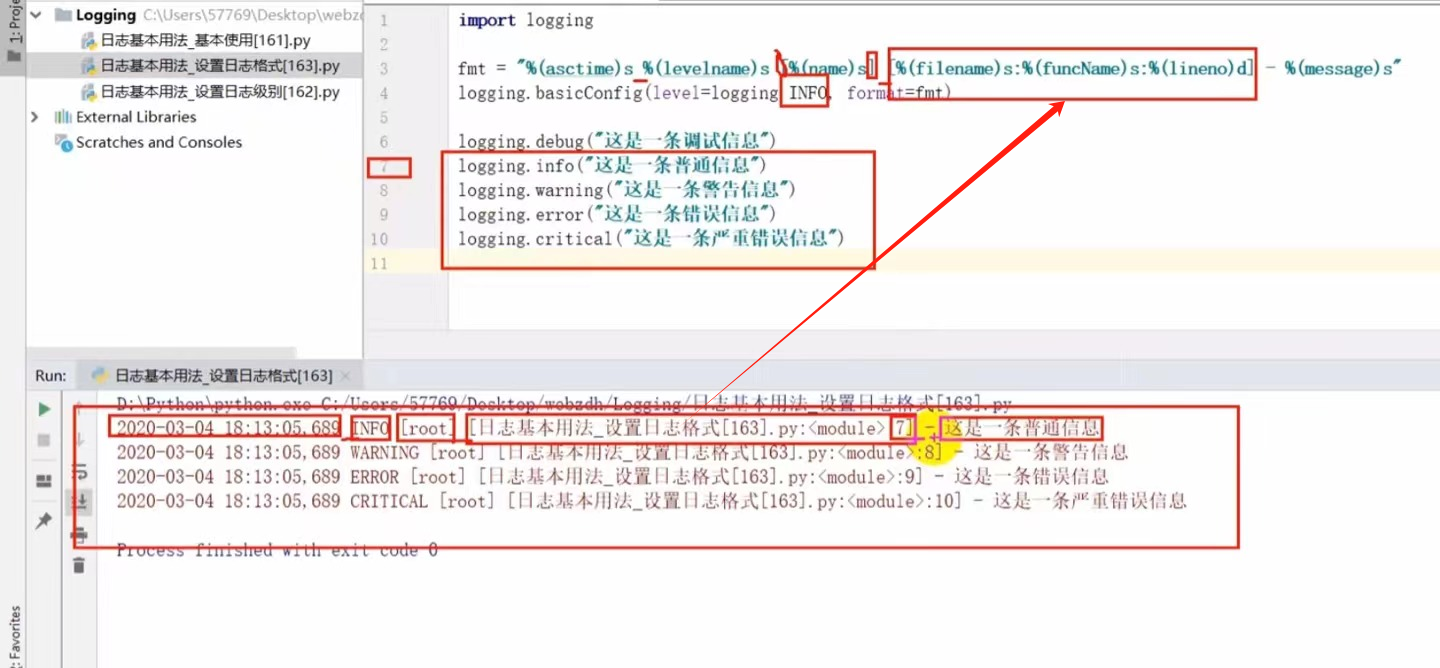 1: Proje
Logging C:\Users\57769\Desktop\webzd
日志基本用法_基本使用[161].py
日志基本用法_设置日志格式[163].py
日志基本用法_设置日志级别[162].py
External Libraries
Scratches and Consoles
1 import logging
2
3 fmt = "%(asctime)s %(levelname)s [%(name)s] [%(filename)s:%(funcName)s:%(lineno)d] - %(message)s"
4 logging.basicConfig(level=logging.INFO, format=fmt)
5
6 logging.debug("这是一条调试信息")
7 logging.info("这是一条普通信息")
8 logging.warning("这是一条警告信息")
9 logging.error("这是一条错误信息")
10 logging.critical("这是一条严重错误信息")
11
Run: 日志基本用法_设置日志格式[163]
D:\Python\python.exe C:/Users/57769/Desktop/webzdh/Logging/日志基本用法_设置日志格式[163].py
2020-03-04 18:13:05,689 INFO [root] [日志基本用法_设置日志格式[163].py:<module>:7] - 这是一条普通信息
2020-03-04 18:13:05,689 WARNING [root] [日志基本用法_设置日志格式[163].py:<module>:8] - 这是一条警告信息
2020-03-04 18:13:05,689 ERROR [root] [日志基本用法_设置日志格式[163].py:<module>:9] - 这是一条错误信息
2020-03-04 18:13:05,689 CRITICAL [root] [日志基本用法_设置日志格式[163].py:<module>:10] - 这是一条严重错误信息
Process finished with exit code 0
: Favorites